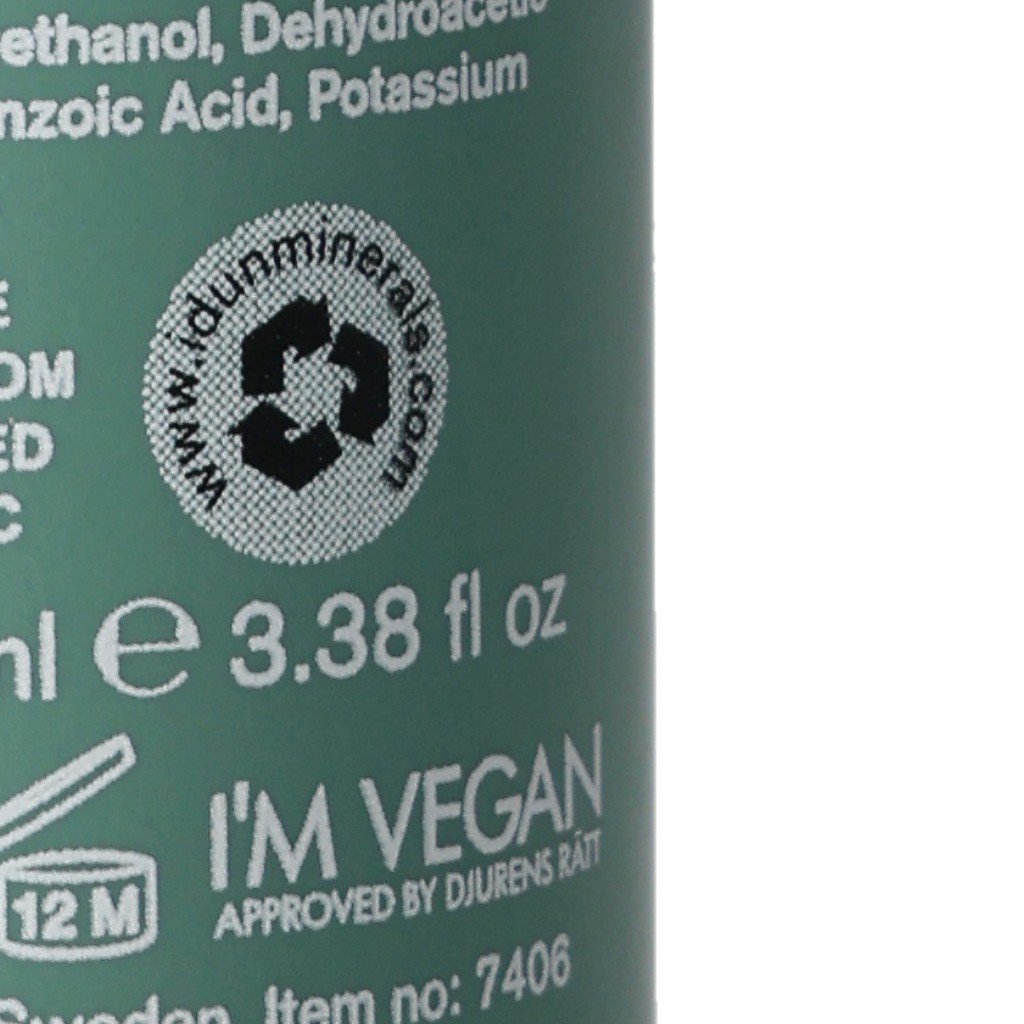 ethanol, Dehydroacetic
nzoic Acid, Potassium
www.idunminerals.com
E
OM
ED
C
ml e 3.38 fl oz
I'M VEGAN
APPROVED BY DJURENS RÄTT
12 M
Sweden, Item no: 7406